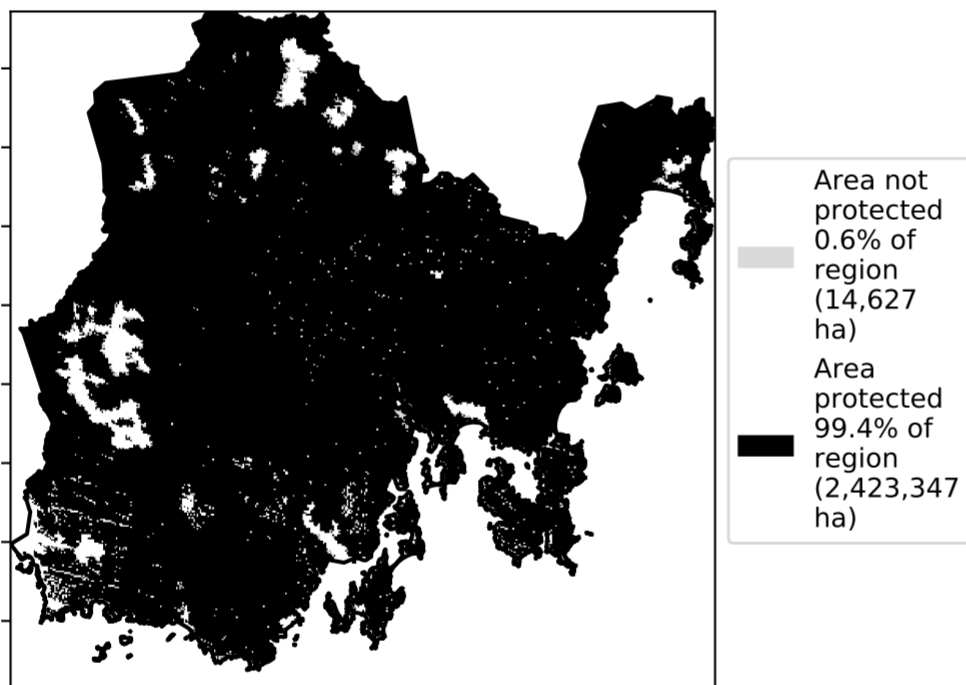 Area not
protected
0.6% of
region
(14,627
ha)
Area
protected
99.4% of
region
(2,423,347
ha)